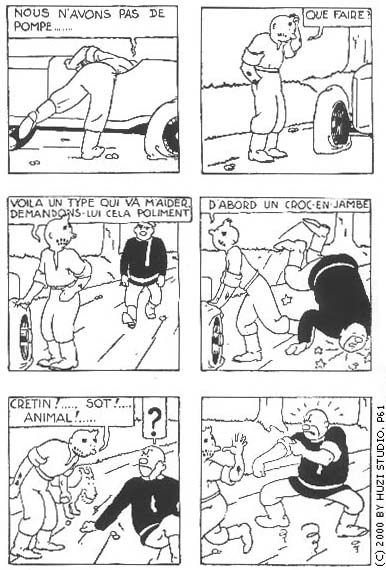 NOUS N'AVONS PAS DE
POMPE.......
QUE FAIRE?
VOILA UN TYPE QUI VA M'AIDER
DEMANDONS-LUI CELA POLIMENT
D'ABORD UN CROC-EN-JAMBE
CRETIN!..... SOT!....
ANIMAL!......
?
(C) 2000 BY HUZI STUDIO. P61